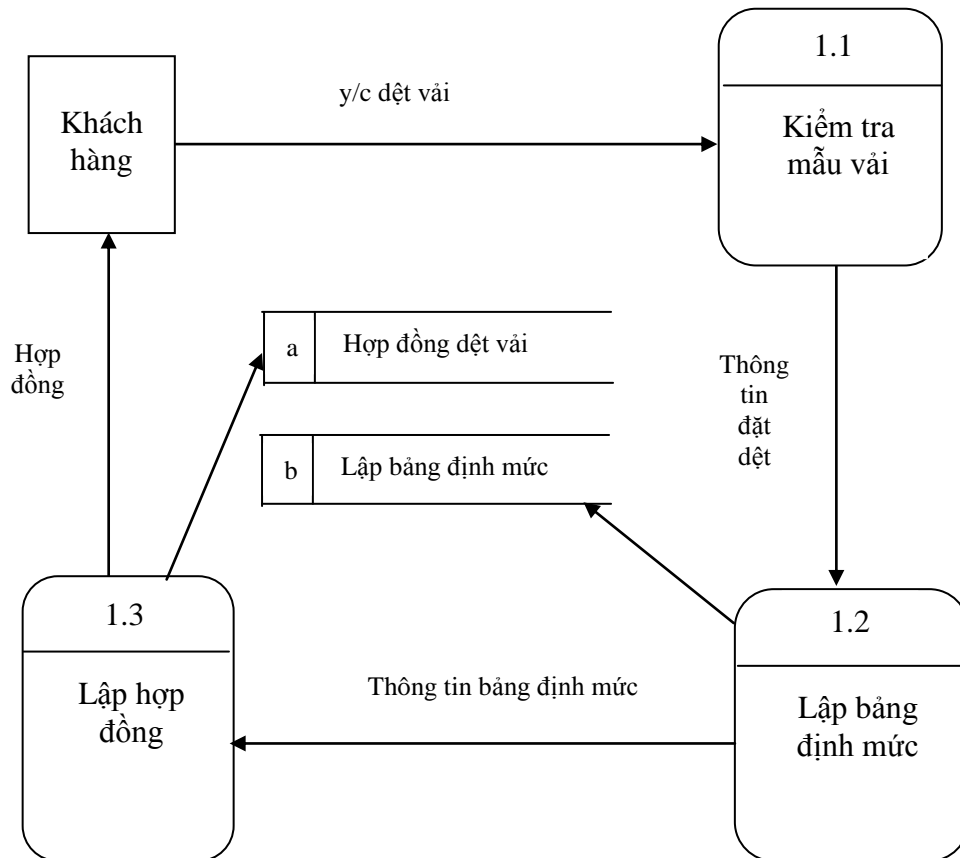 1.1
Khách
hàng
y/c dệt vải
Kiểm tra
mẫu vải
Hợp
đồng
a
Hợp đồng dệt vải
Thông
tin
đặt
dệt
b
Lập bảng định mức
1.3
Lập hợp
đồng
Thông tin bảng định mức
1.2
Lập bảng
định mức